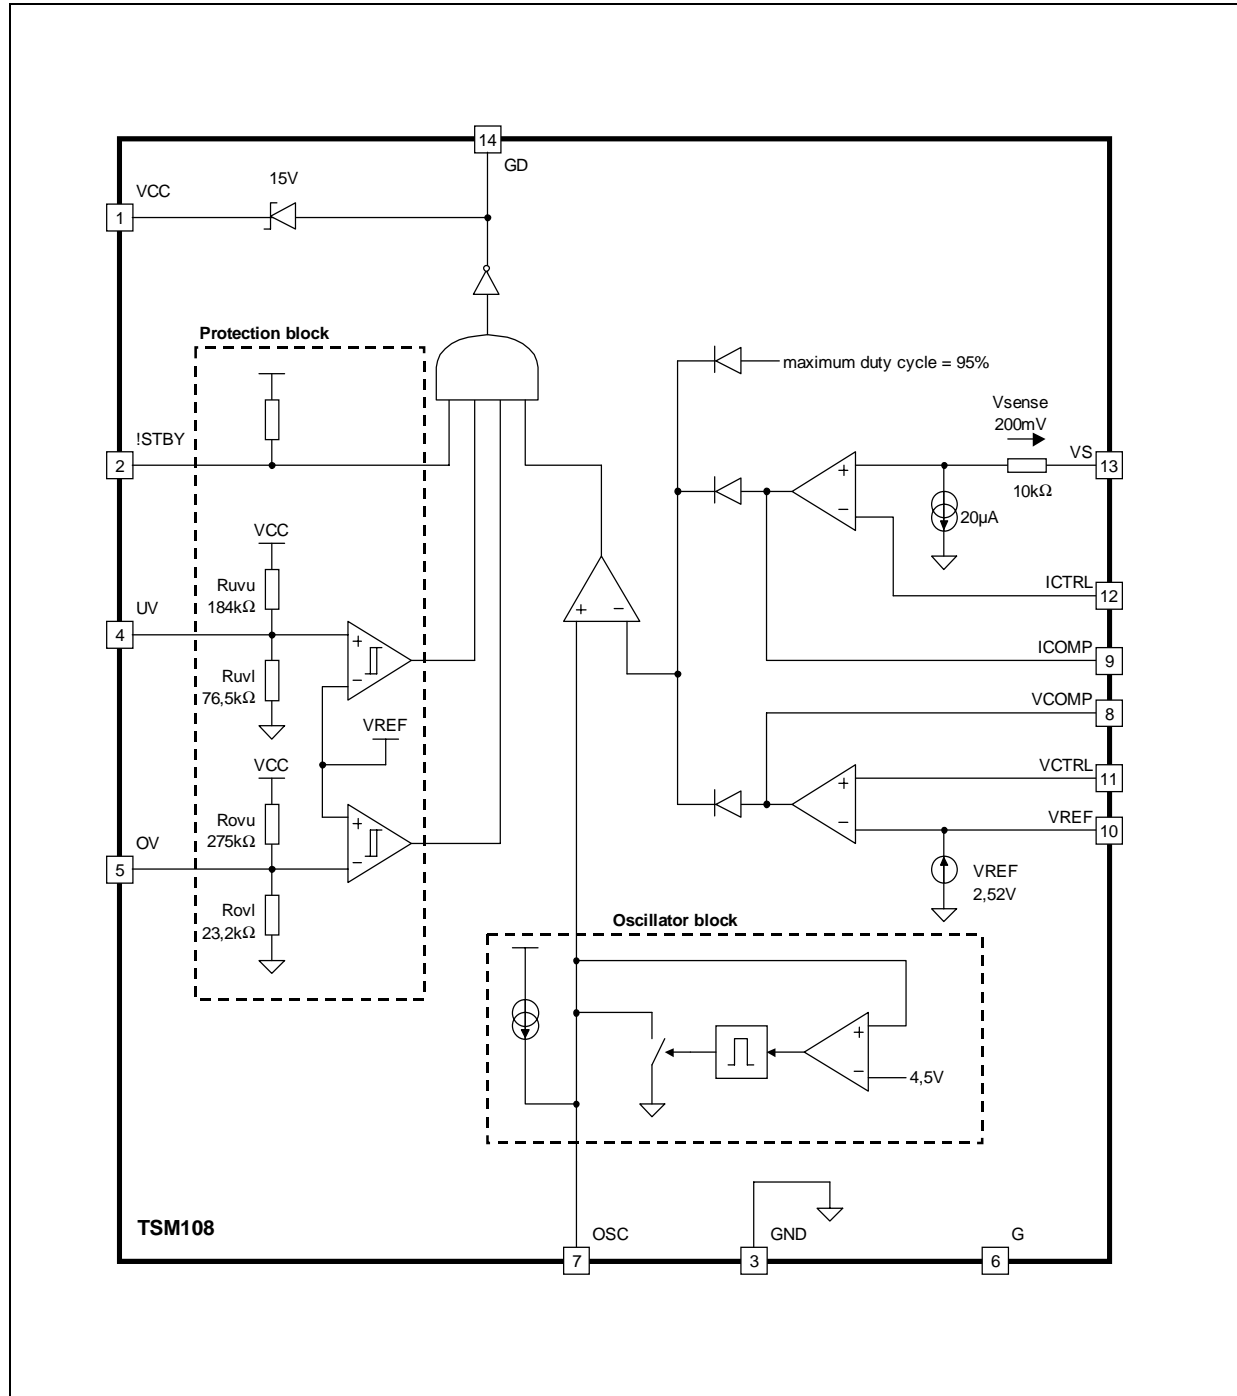 14
GD
15V
VCC
1
Protection block
maximum duty cycle = 95%
Vsense
200mV
!STBY
VS
2
+
13
10kΩ
−
20µA
VCC
Ruvu
184kΩ
ICTRL
12
UV
+ −
4
+
Ruvl
76,5kΩ
−
ICOMP
9
VCOMP
8
VREF
VCC
VCTRL
11
+
Rovu
275kΩ
VREF
10
−
OV
+
5
−
VREF
2,52V
Rovl
23,2kΩ
Oscillator block
+
−
4,5V
TSM108
OSC
GND
G
7
3
6